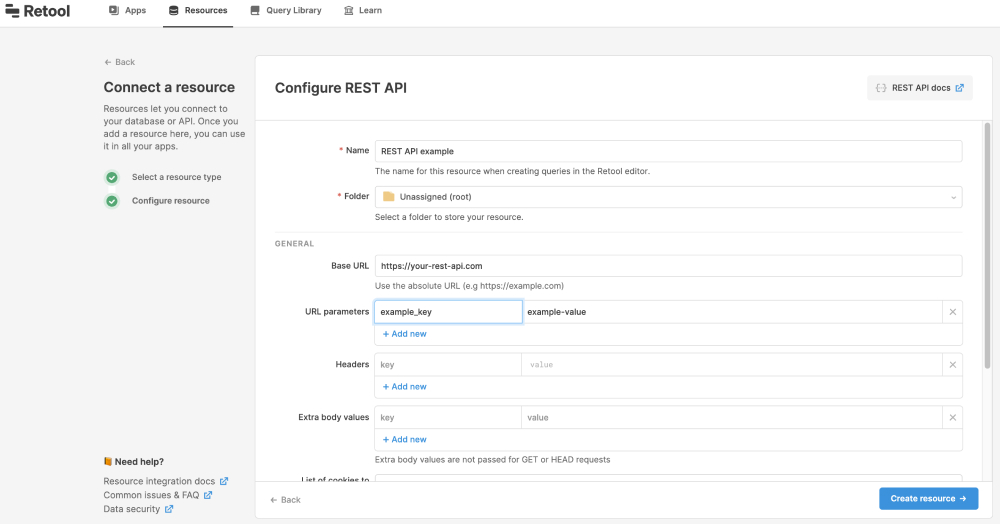 Retool
Apps
Resources
Query Library
Learn
← Back
Connect a resource
Resources let you connect to
your database or API. Once you
add a resource here, you can use
it in all your apps.
Select a resource type
Configure resource
Need help?
Resource integration docs
Common issues & FAQ
Data security
Configure REST API
REST API docs
* Name
REST API example
The name for this resource when creating queries in the Retool editor.
* Folder
Unassigned (root)
Select a folder to store your resource.
GENERAL
Base URL
https://your-rest-api.com
Use the absolute URL (e.g https://example.com)
URL parameters
example_key
example-value
+ Add new
Headers
key
value
+ Add new
Extra body values
key
value
+ Add new
Extra body values are not passed for GET or HEAD requests
List of cookies to
← Back
Create resource →